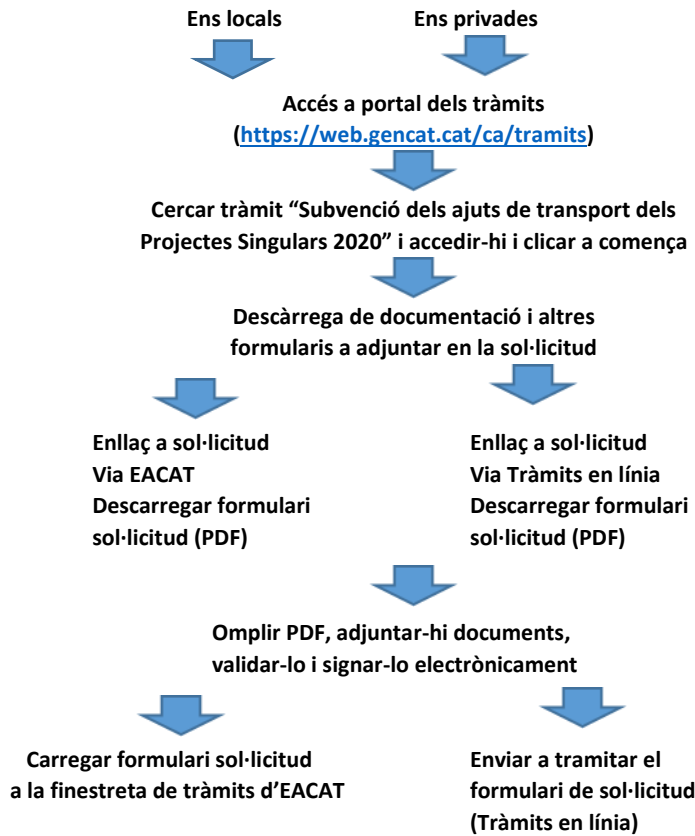 Ens locals
Ens privades
Accés a portal dels tràmits
(https://web.gencat.cat/ca/tramits)
Cercar tràmit “Subvenció dels ajuts de transport dels
Projectes Singulars 2020” i accedir-hi i clicar a comença
Descàrrega de documentació i altres
formularis a adjuntar en la sol·licitud
Enllaç a sol·licitud
Via EACAT
Descarregar formulari
sol·licitud (PDF)
Enllaç a sol·licitud
Via Tràmits en línia
Descarregar formulari
sol·licitud (PDF)
Omplir PDF, adjuntar-hi documents,
validar-lo i signar-lo electrònicament
Carregar formulari sol·licitud
a la finestreta de tràmits d’EACAT
Enviar a tramitar el
formulari de sol·licitud
(Tràmits en línia)